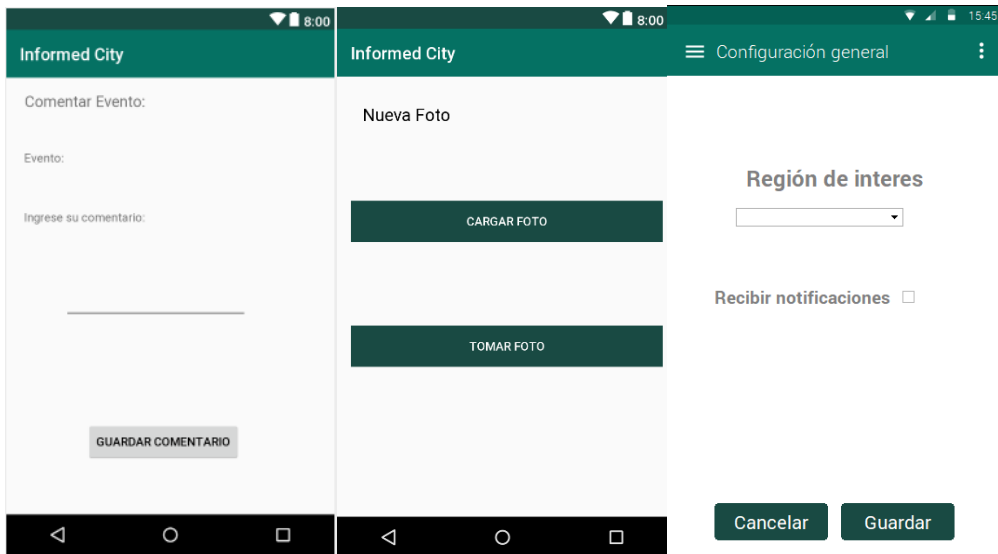 8:00
Informed City
Comentar Evento:
Evento:
Ingrese su comentario:
GUARDAR COMENTARIO
8:00
Informed City
Nueva Foto
CARGAR FOTO
TOMAR FOTO
15:45
Configuración general
Región de interes
Recibir notificaciones
Cancelar Guardar